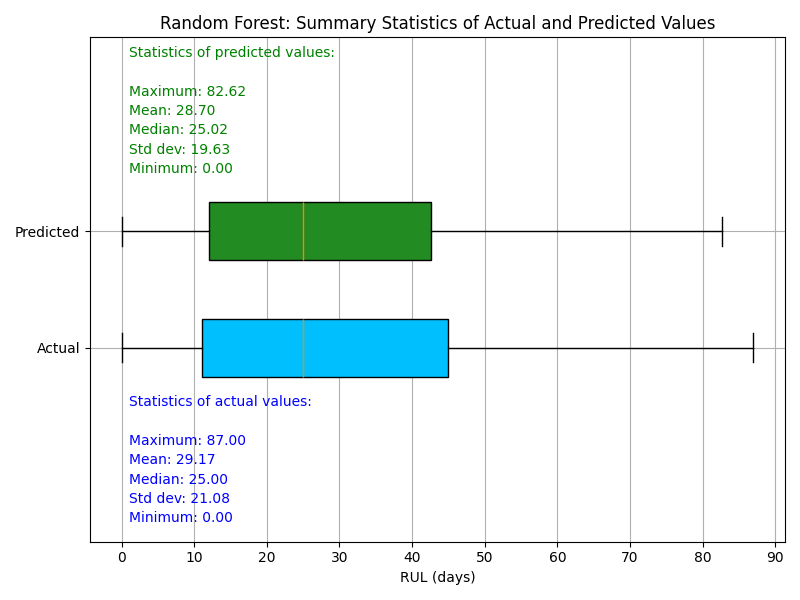 Random Forest: Summary Statistics of Actual and Predicted Values
Statistics of predicted values:
Maximum: 82.62
Mean: 28.70
Median: 25.02
Std dev: 19.63
Minimum: 0.00
Predicted
Actual
Statistics of actual values:
Maximum: 87.00
Mean: 29.17
Median: 25.00
Std dev: 21.08
Minimum: 0.00
0 10 20 30 40 50 60 70 80 90
RUL (days)